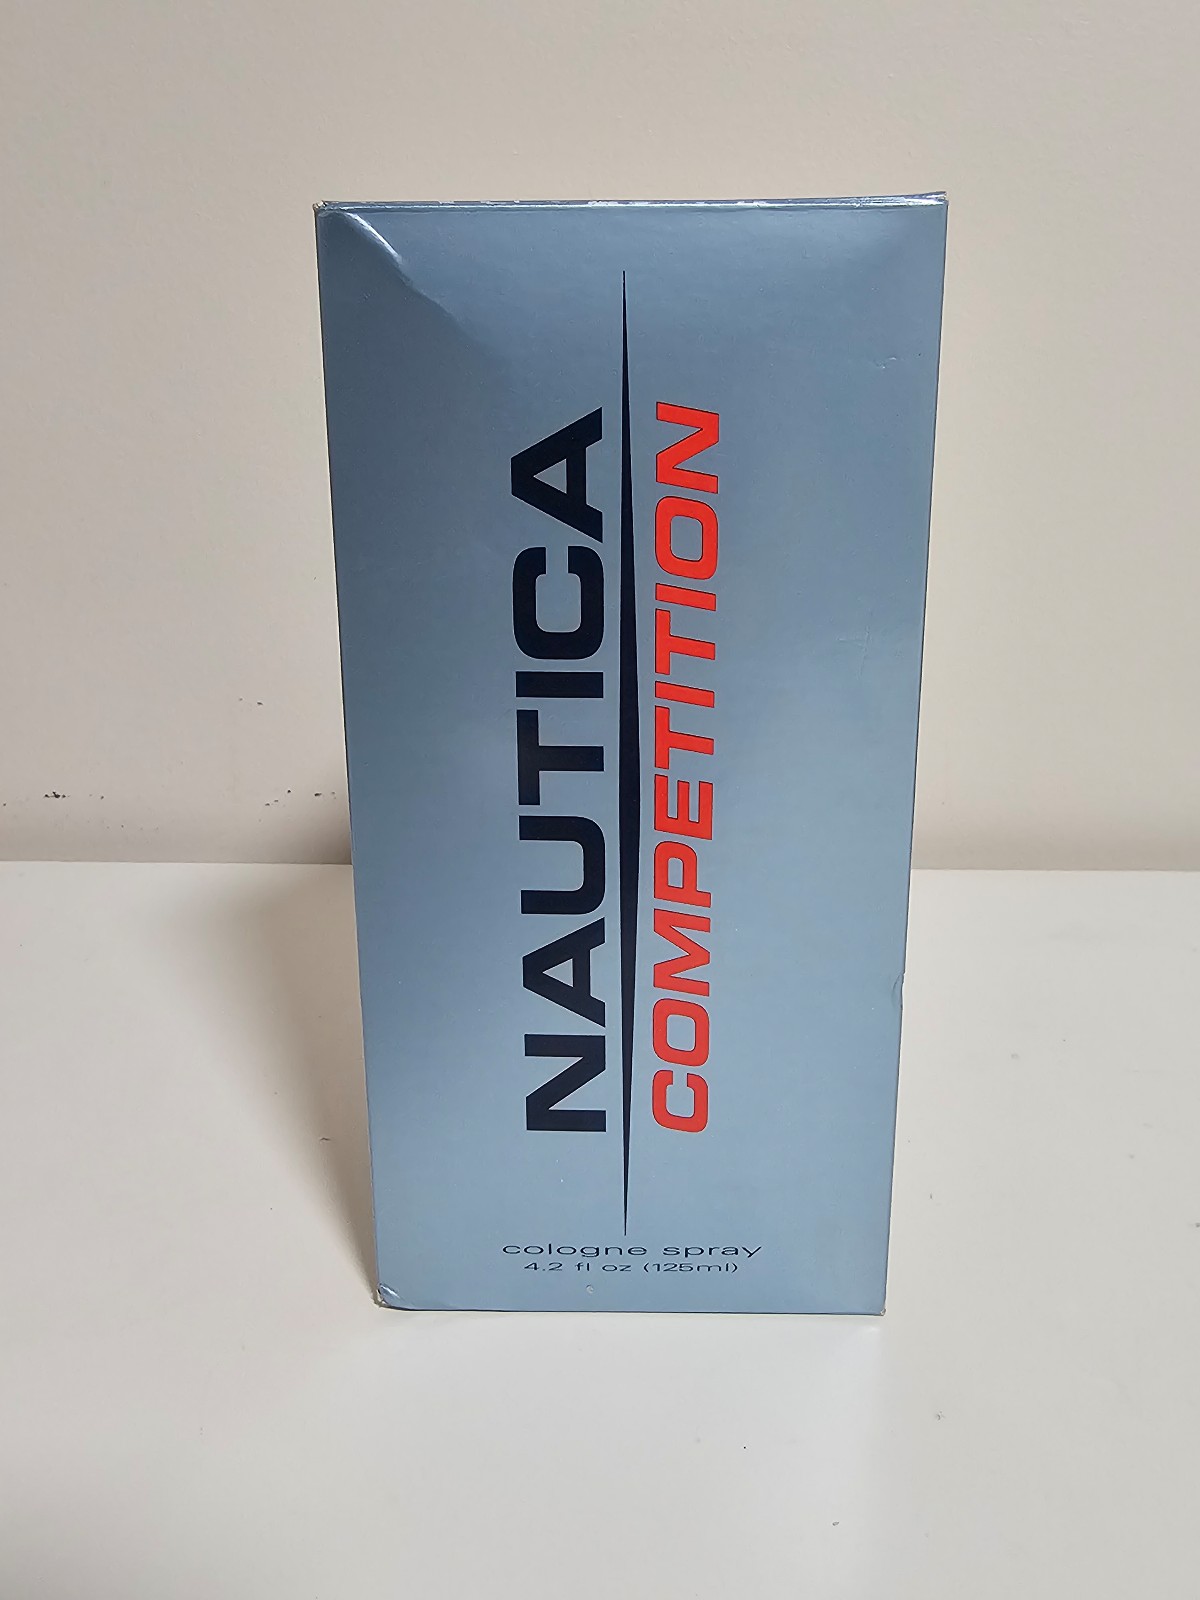 NAUTICA
COMPETITION
cologne spray
4.2 fl oz (125ml)